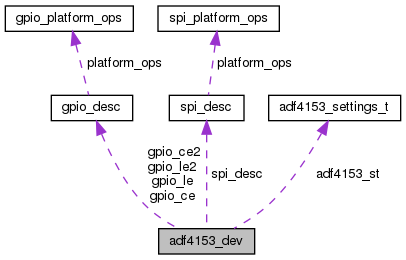 gpio_platform_ops
spi_platform_ops
platform_ops
platform_ops
gpio_desc
spi_desc
adf4153_settings_t
gpio_ce2
gpio_le2
gpio_le
gpio_ce
spi_desc
adf4153_st
adf4153_dev